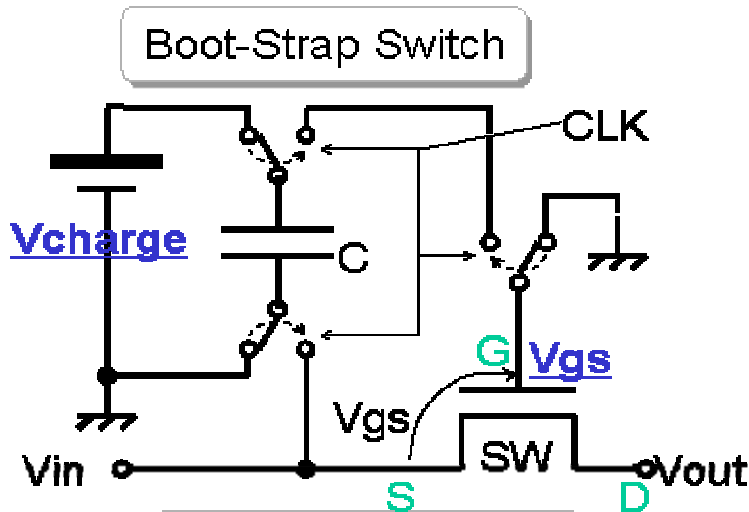 Boot-Strap Switch
CLK
Vcharge
C
G
Vgs
Vgs
Vin
SW
Vout
S
D